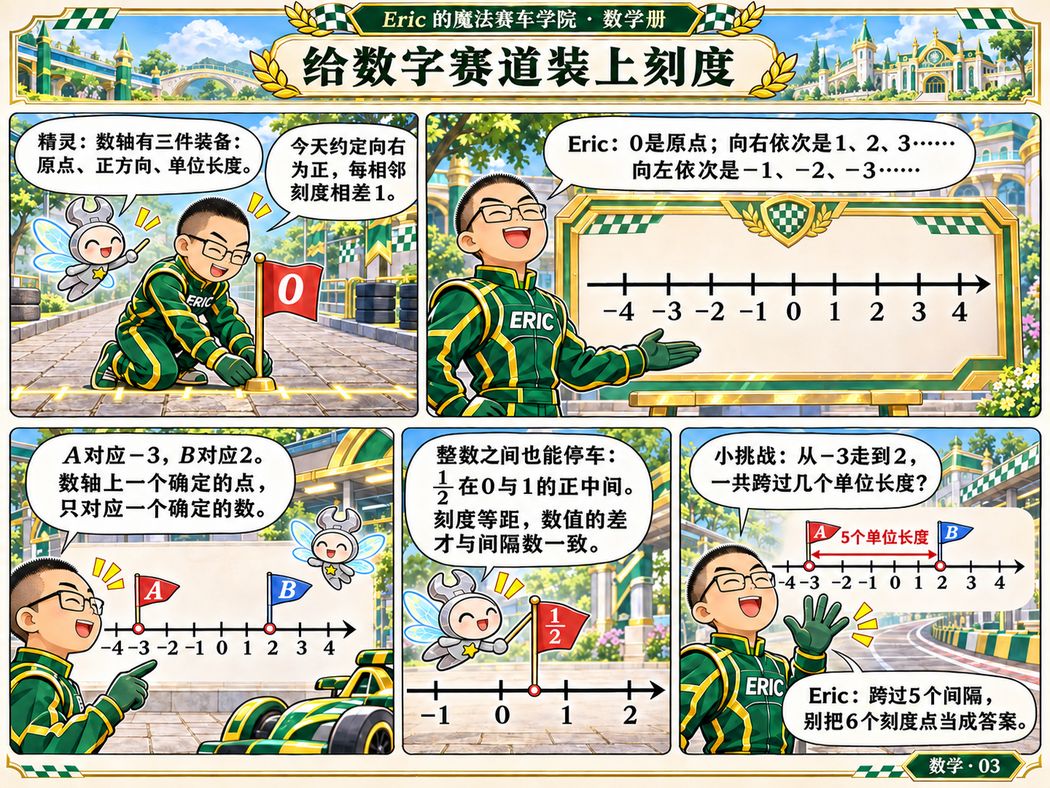 Eric 的魔法赛车学院 · 数学册
给数字赛道装上刻度
精灵：数轴有三件装备：
原点、正方向、单位长度。
今天约定向右
为正，每相邻
刻度相差1。
ERIC
0
Eric：0是原点；向右依次是1、2、3……
向左依次是－1、－2、－3……
ERIC
－4 －3 －2 －1 0 1 2 3 4
A对应－3，B对应2。
数轴上一个确定的点，
只对应一个确定的数。
A
B
－4 －3 －2 －1 0 1 2 3 4
整数之间也能停车：
1/2 在0与1的正中间。
刻度等距，数值的差
才与间隔数一致。
1/2
－1 0 1 2
小挑战：从－3走到2，
一共跨过几个单位长度？
A 5个单位长度 B
－4 －3 －2 －1 0 1 2 3 4
ERIC
Eric：跨过5个间隔，
别把6个刻度点当成答案。
数学 · 03